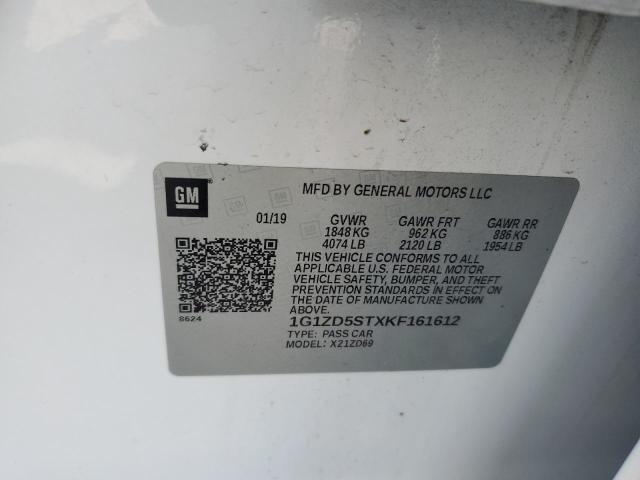 GM
MFD BY GENERAL MOTORS LLC
01/19 GVWR GAWR FRT GAWR RR
1848 KG 962 KG 886 KG
4074 LB 2120 LB 1954 LB
THIS VEHICLE CONFORMS TO ALL
APPLICABLE U.S. FEDERAL MOTOR
VEHICLE SAFETY, BUMPER, AND THEFT
PREVENTION STANDARDS IN EFFECT ON
THE DATE OF MANUFACTURE SHOWN
ABOVE.
8624
1G1ZD5STXKF161612
TYPE: PASS CAR
MODEL: X21ZD69